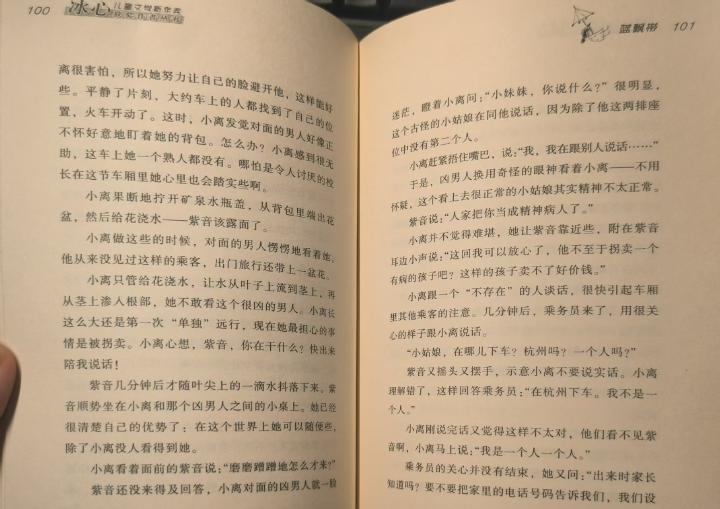 100
冰心儿童文学新作奖
获奖作者丛书
离很害怕，所以她努力让自己的脸避开他，这样能好
些。平静了片刻，大约车上的人都找到了自己的位
置，火车开动了。这时，小离发觉对面的男人好像正
不怀好意地盯着她的背包。怎么办？小离感到很无
助，这车上她一个熟人都没有。哪怕是令人讨厌的校
长在这节车厢里她心里也会踏实些啊。
小离果断地拧开矿泉水瓶盖，从背包里端出花
盆，然后给花浇水——紫音该露面了。
小离做这些的时候，对面的男人愣愣地看着她；
他从来没见过这样的乘客，出门旅行还带上一盆花。
小离只管给花浇水，让水从叶子上流到茎上，再
从茎上渗入根部，她不敢看这个很凶的男人。小离长
这么大还是第一次“单独”远行，现在她最担心的事
情是被拐卖。小离心想，紫音，你在干什么？快出来
陪我说话！
紫音几分钟后才随叶尖上的一滴水抖落下来。紫
音顺势坐在小离和那个凶男人之间的小桌上。她已经
很清楚自己的优势了：在这个世界上她可以随便些，
除了小离没人看得到她。
小离看着面前的紫音说：“磨磨蹭蹭地怎么才来？”
紫音还没来得及回答，小离对面的凶男人就一脸
蓝飘带 101
迷茫，瞪着小离问：“小妹妹，你说什么？”很明显，
这个古怪的小姑娘在同他说话，因为除了他这两排座
位中没有第二个人。
小离赶紧捂住嘴巴，说：“我，我在跟别人说话……”
于是，凶男人换用奇怪的眼神看着小离——不用
怀疑，这个看上去很正常的小姑娘其实精神不太正常。
紫音说：“人家把你当成精神病人了。”
小离并不觉得难堪，她让紫音靠近些，附在紫音
耳边小声说：“这回我可以放心了，他不至于拐卖一个
有病的孩子吧？这样的孩子卖不了好价钱。”
小离跟一个“不存在”的人谈话，很快引起车厢
里其他乘客的注意。几分钟后，乘务员来了，用很关
心的样子跟小离说话。
“小姑娘，在哪儿下车？杭州吗？一个人吗？”
紫音又摇头又摆手，示意小离不要说实话。小离
理解错了，这样回答乘务员：“在杭州下车。我不是一
个人。”
小离刚说完话又觉得这样不太对，他们看不见紫
音啊，小离马上说：“我是一个人一个人。”
乘务员的关心并没有结束，她又问：“出来时家长
知道吗？要不要把家里的电话号码告诉我们，我们设